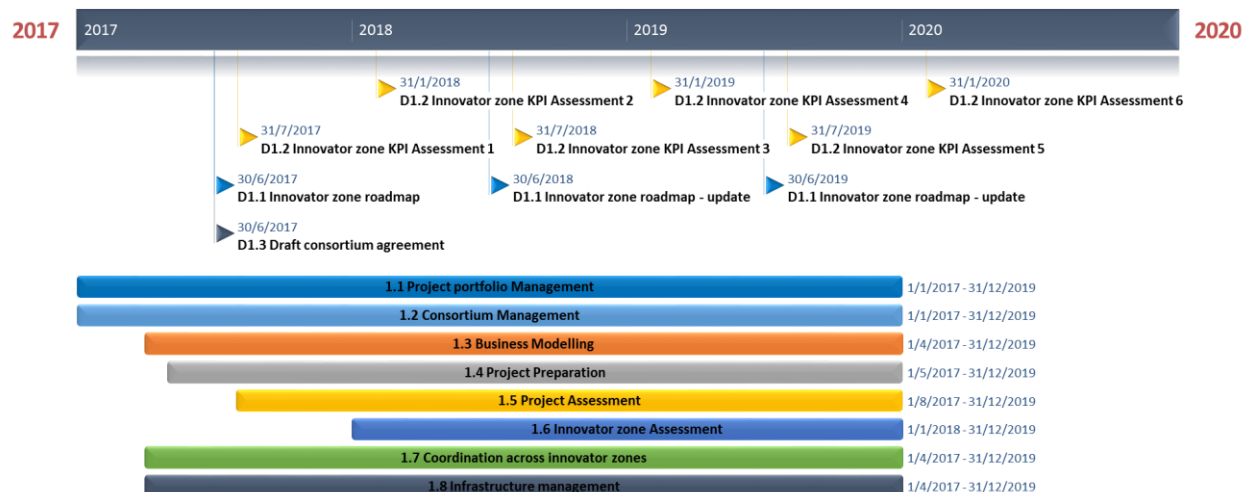 2017
2017
2018
2019
2020
2020
31/1/2018
D1.2 Innovator zone KPI Assessment 2
31/1/2019
D1.2 Innovator zone KPI Assessment 4
31/1/2020
D1.2 Innovator zone KPI Assessment 6
31/7/2017
D1.2 Innovator zone KPI Assessment 1
31/7/2018
D1.2 Innovator zone KPI Assessment 3
31/7/2019
D1.2 Innovator zone KPI Assessment 5
30/6/2017
D1.1 Innovator zone roadmap
30/6/2018
D1.1 Innovator zone roadmap - update
30/6/2019
D1.1 Innovator zone roadmap - update
30/6/2017
D1.3 Draft consortium agreement
1.1 Project portfolio Management
1/1/2017 - 31/12/2019
1.2 Consortium Management
1/1/2017 - 31/12/2019
1.3 Business Modelling
1/4/2017 - 31/12/2019
1.4 Project Preparation
1/5/2017 - 31/12/2019
1.5 Project Assessment
1/8/2017 - 31/12/2019
1.6 Innovator zone Assessment
1/1/2018 - 31/12/2019
1.7 Coordination across innovator zones
1/4/2017 - 31/12/2019
1.8 Infrastructure management
1/4/2017 - 31/12/2019